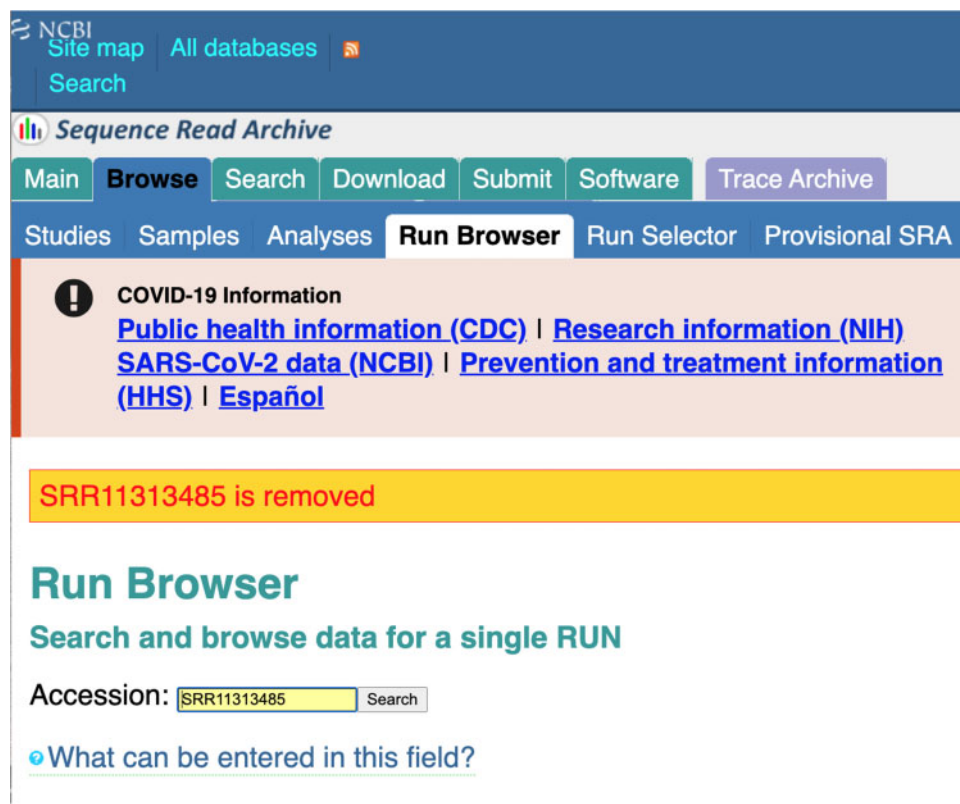 NCBI
Site map All databases
Search
Sequence Read Archive
Main Browse Search Download Submit Software Trace Archive
Studies Samples Analyses Run Browser Run Selector Provisional SRA
COVID-19 Information
Public health information (CDC) | Research information (NIH)
SARS-CoV-2 data (NCBI) | Prevention and treatment information
(HHS) | Español
SRR11313485 is removed
Run Browser
Search and browse data for a single RUN
Accession: SRR11313485 Search
What can be entered in this field?